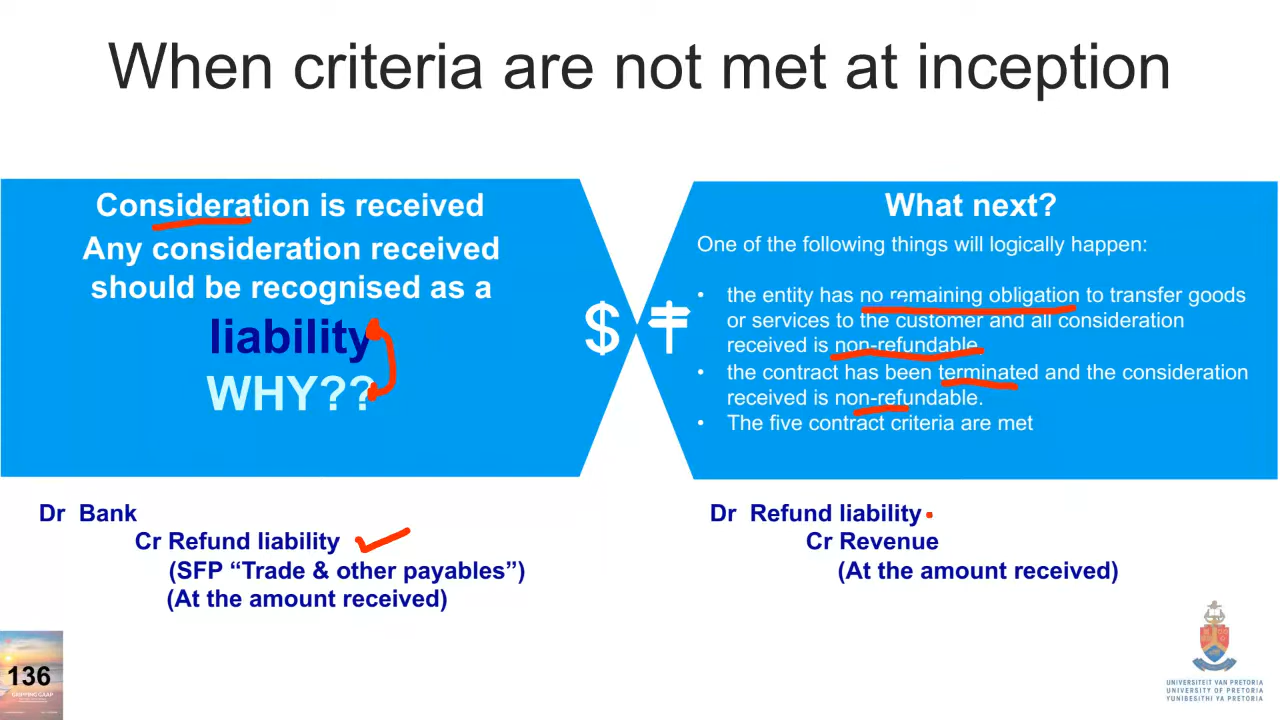 When criteria are not met at inception
Consideration is received
Any consideration received
should be recognised as a
liability
WHY??
$
What next?
One of the following things will logically happen:
• the entity has no remaining obligation to transfer goods
or services to the customer and all consideration
received is non-refundable.
• the contract has been terminated and the consideration
received is non-refundable.
• The five contract criteria are met
Dr Bank
Cr Refund liability
(SFP “Trade & other payables”)
(At the amount received)
Dr Refund liability
Cr Revenue
(At the amount received)
136
GRIPPING GAAP
UNIVERSITEIT VAN PRETORIA
UNIVERSITY OF PRETORIA
YUNIBESITHI YA PRETORIA